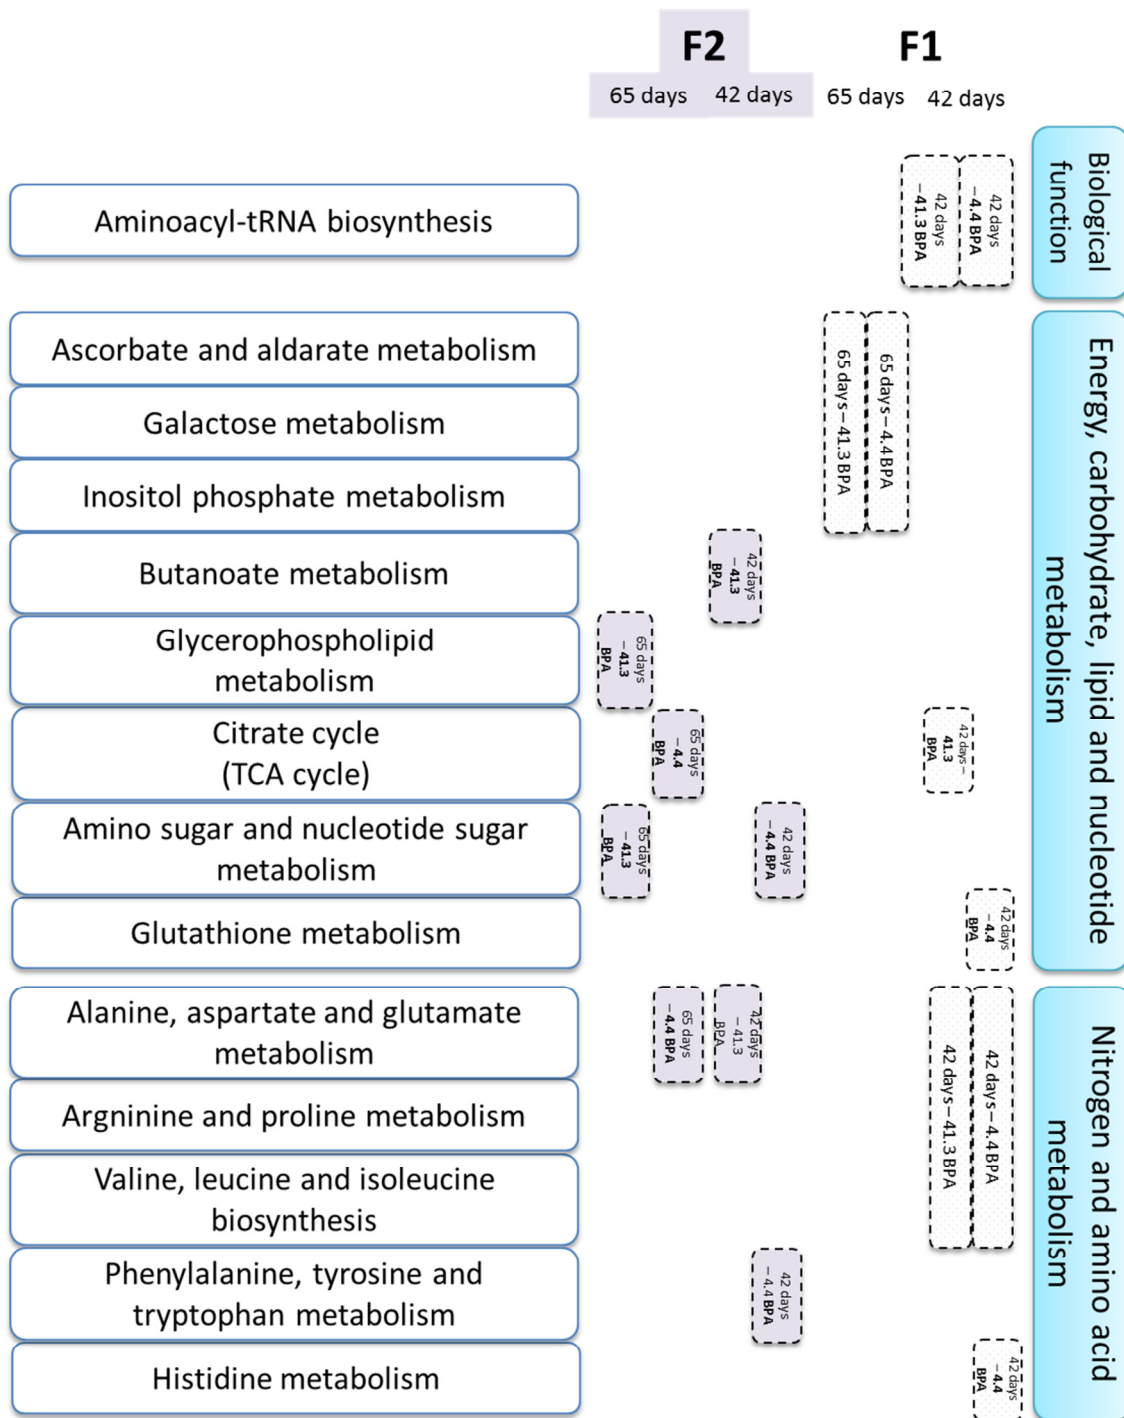 F2
F1
65 days
42 days
65 days
42 days
Biological
function
Aminoacyl-tRNA biosynthesis
42 days
– 41.3 BPA
42 days
– 4.4 BPA
Energy, carbohydrate, lipid and nucleotide
metabolism
Ascorbate and aldarate metabolism
Galactose metabolism
Inositol phosphate metabolism
65 days – 41.3 BPA
65 days – 4.4 BPA
Butanoate metabolism
42 days
– 41.3
BPA
Glycerophospholipid
metabolism
65 days
– 41.3
BPA
Citrate cycle
(TCA cycle)
65 days
– 4.4
BPA
42 days –
41.3
BPA
Amino sugar and nucleotide sugar
metabolism
65 days
– 41.3
BPA
42 days
– 4.4 BPA
Glutathione metabolism
42 days
– 4.4
BPA
Nitrogen and amino acid
metabolism
Alanine, aspartate and glutamate
metabolism
65 days
– 4.4 BPA
42 days
– 41.3
BPA
42 days – 41.3 BPA
42 days – 4.4 BPA
Argninine and proline metabolism
Valine, leucine and isoleucine
biosynthesis
Phenylalanine, tyrosine and
tryptophan metabolism
42 days
– 4.4 BPA
Histidine metabolism
42 days
– 4.4
BPA